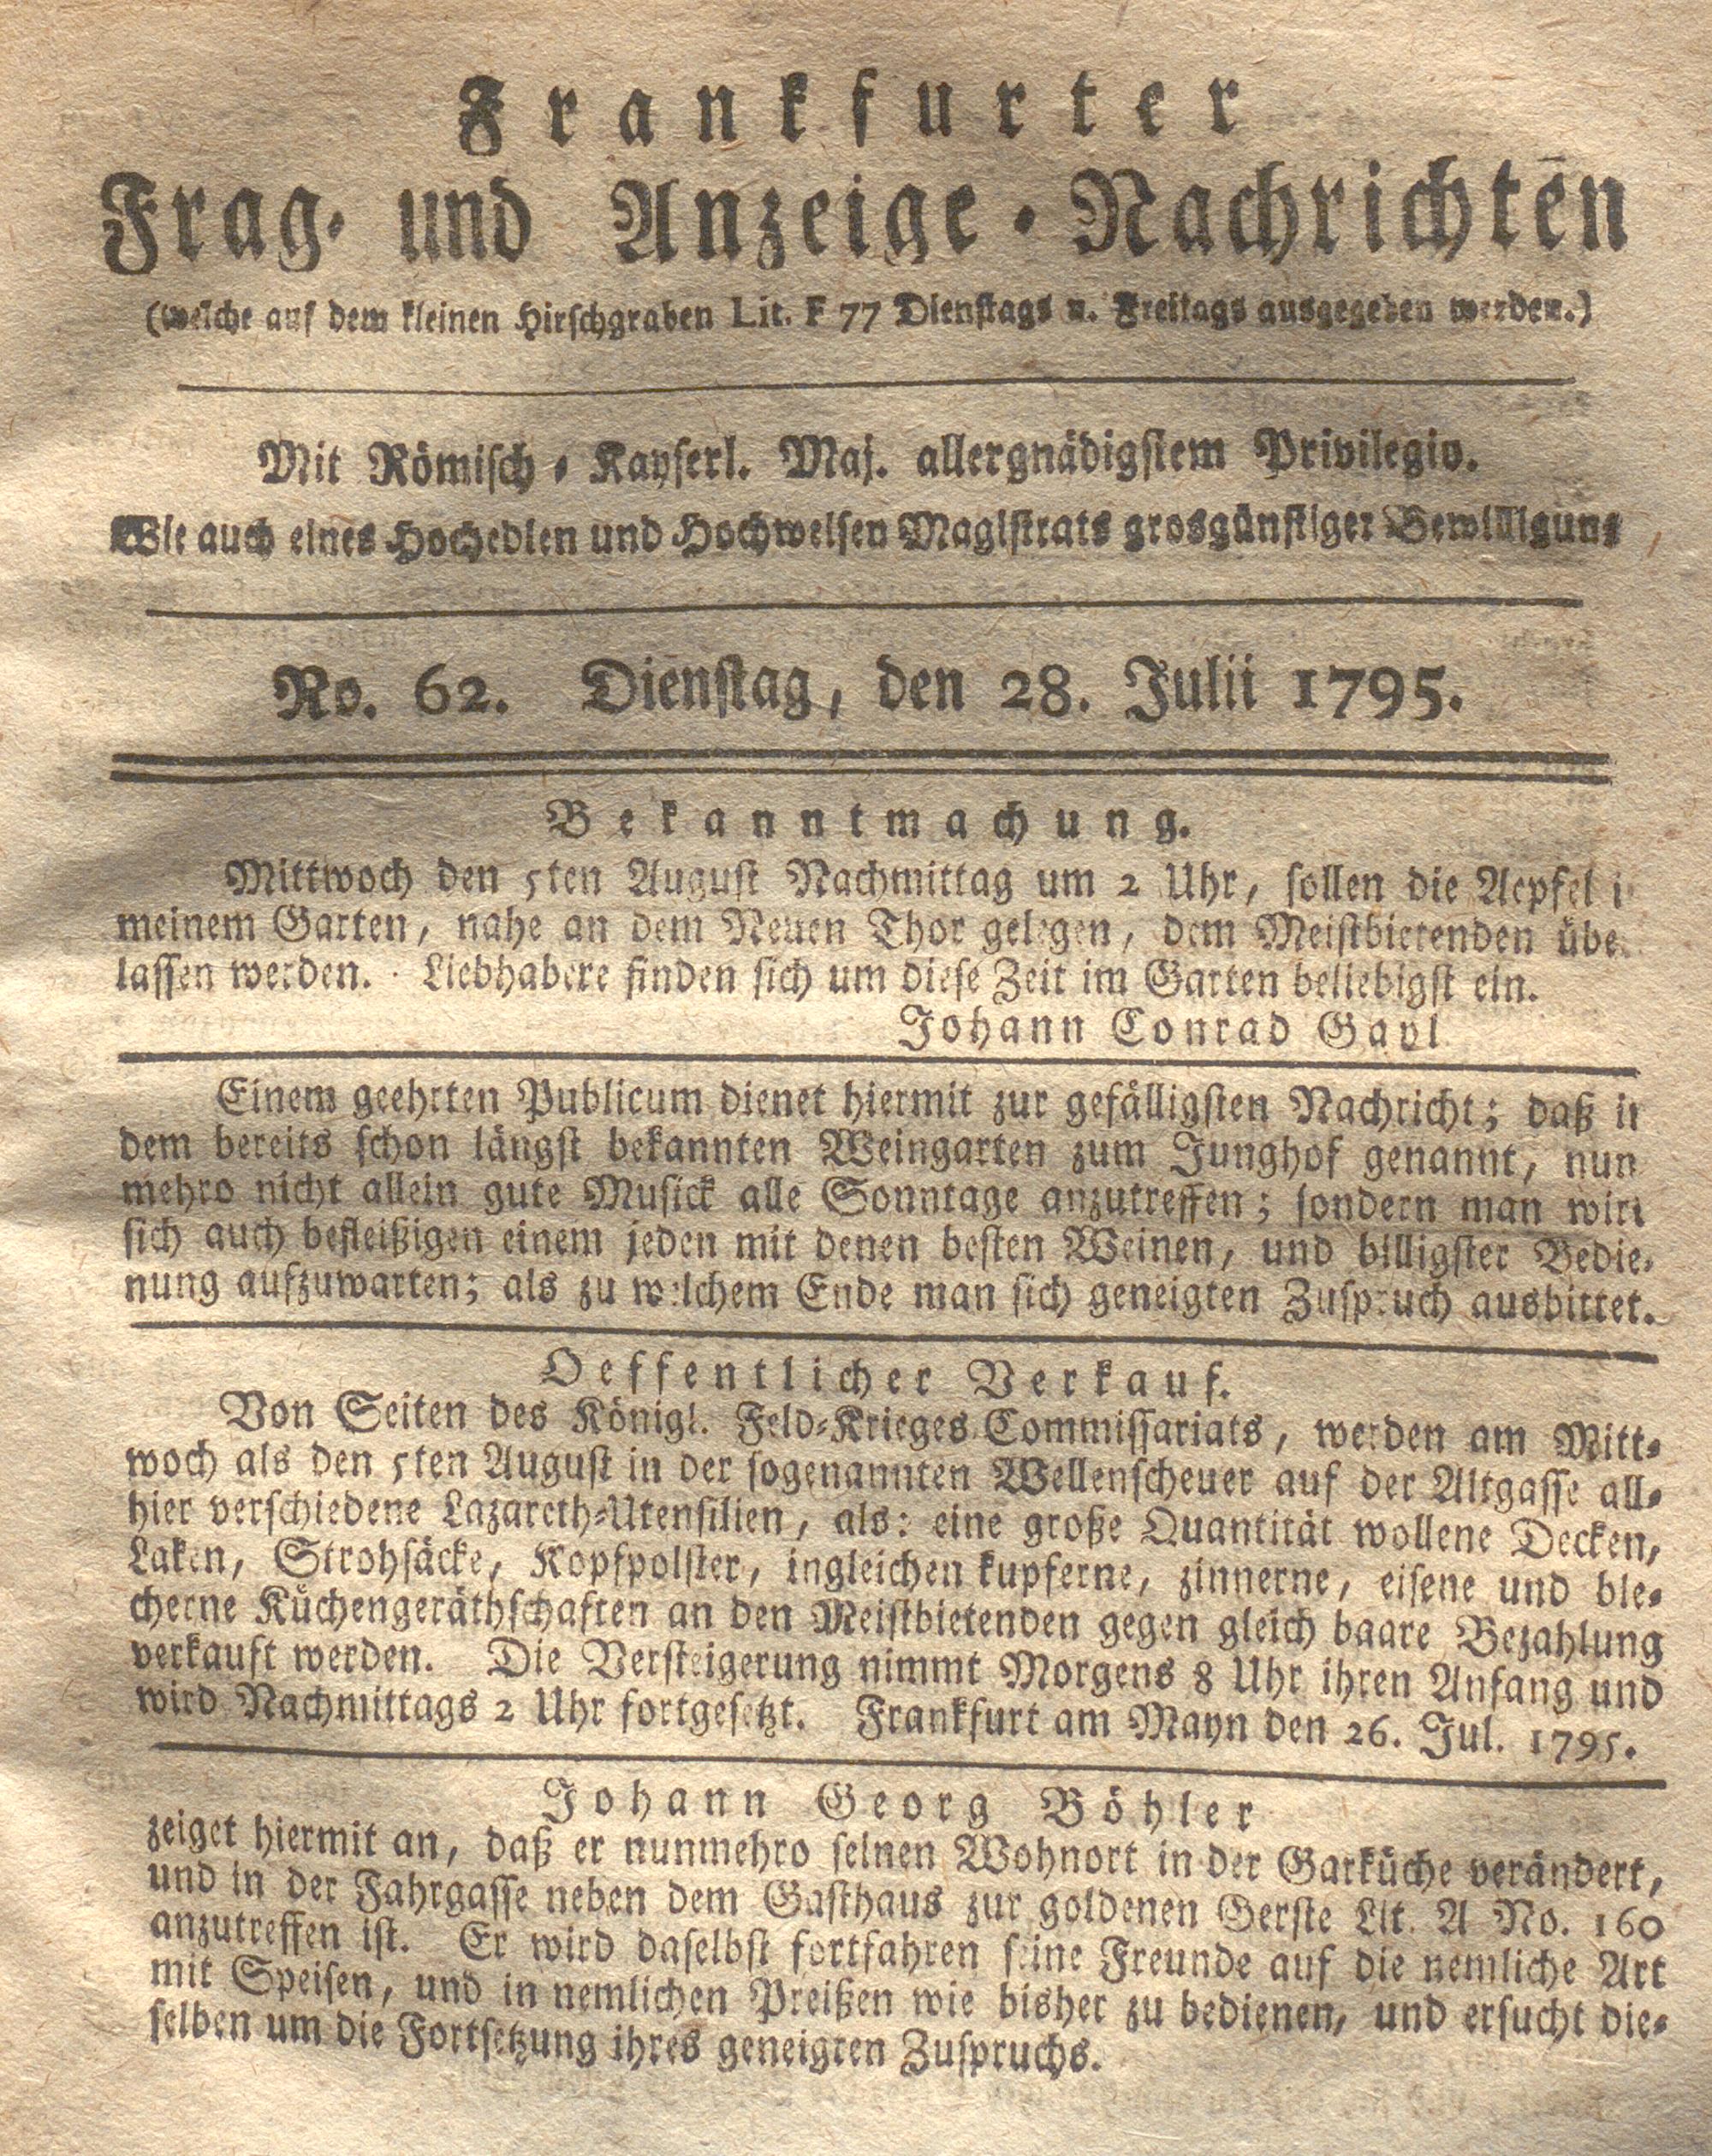 Frankfurter
Frag- und Anzeige-Nachrichten
(welche auf dem kleinen Hirschgraben Lit. F 77 Dienstags u. Freitags ausgegeben werden.)
Mit Römisch-Kayserl. Maj. allergnädigstem Privilegio.
Wie auch eines Hochedlen und Hochweisen Magistrats grosgünstiger Bewilligung
No. 62. Dienstag, den 28. Julii 1795.
Bekanntmachung.
Mittwoch den 5ten August Nachmittag um 2 Uhr, sollen die Aepfel i
meinem Garten, nahe an dem Neuen Thor gelegen, dem Meistbietenden übe
lassen werden. Liebhabere finden sich um diese Zeit im Garten beliebigst ein.
Johann Conrad Gayl
Einem geehrten Publicum dienet hiermit zur gefälligsten Nachricht; daß in
dem bereits schon längst bekannten Weingarten zum Junghof genannt, nun
mehro nicht allein gute Musick alle Sonntage anzutreffen; sondern man wird
sich auch befleißigen einem jeden mit denen besten Weinen, und billigster Bedie-
nung aufzuwarten; als zu welchem Ende man sich geneigten Zuspruch ausbittet.
Oeffentlicher Verkauf.
Von Seiten des Königl. Feld-Krieges Commissariats, werden am Mitt-
woch als den 5ten August in der sogenannten Wellenscheuer auf der Altgasse all-
hier verschiedene Lazareth-Utensilien, als: eine große Quantität wollene Decken,
Laken, Strohsäcke, Kopfpolster, ingleichen kupferne, zinnerne, eisene und ble-
cherne Küchengeräthschaften an den Meistbietenden gegen gleich baare Bezahlung
verkauft werden. Die Versteigerung nimmt Morgens 8 Uhr ihren Anfang und
wird Nachmittags 2 Uhr fortgesetzt. Frankfurt am Mayn den 26. Jul. 1795.
Johann Georg Böhler
zeiget hiermit an, daß er nunmehro seinen Wohnort in der Garküche verändert,
und in der Fahrgasse neben dem Gasthaus zur goldenen Gerste Lit. A No. 160
anzutreffen ist. Er wird daselbst fortfahren seine Freunde auf die nemliche Art
mit Speisen, und in nemlichen Preißen wie bisher zu bedienen, und ersucht die-
selben um die Fortsetzung ihres geneigten Zuspruchs.